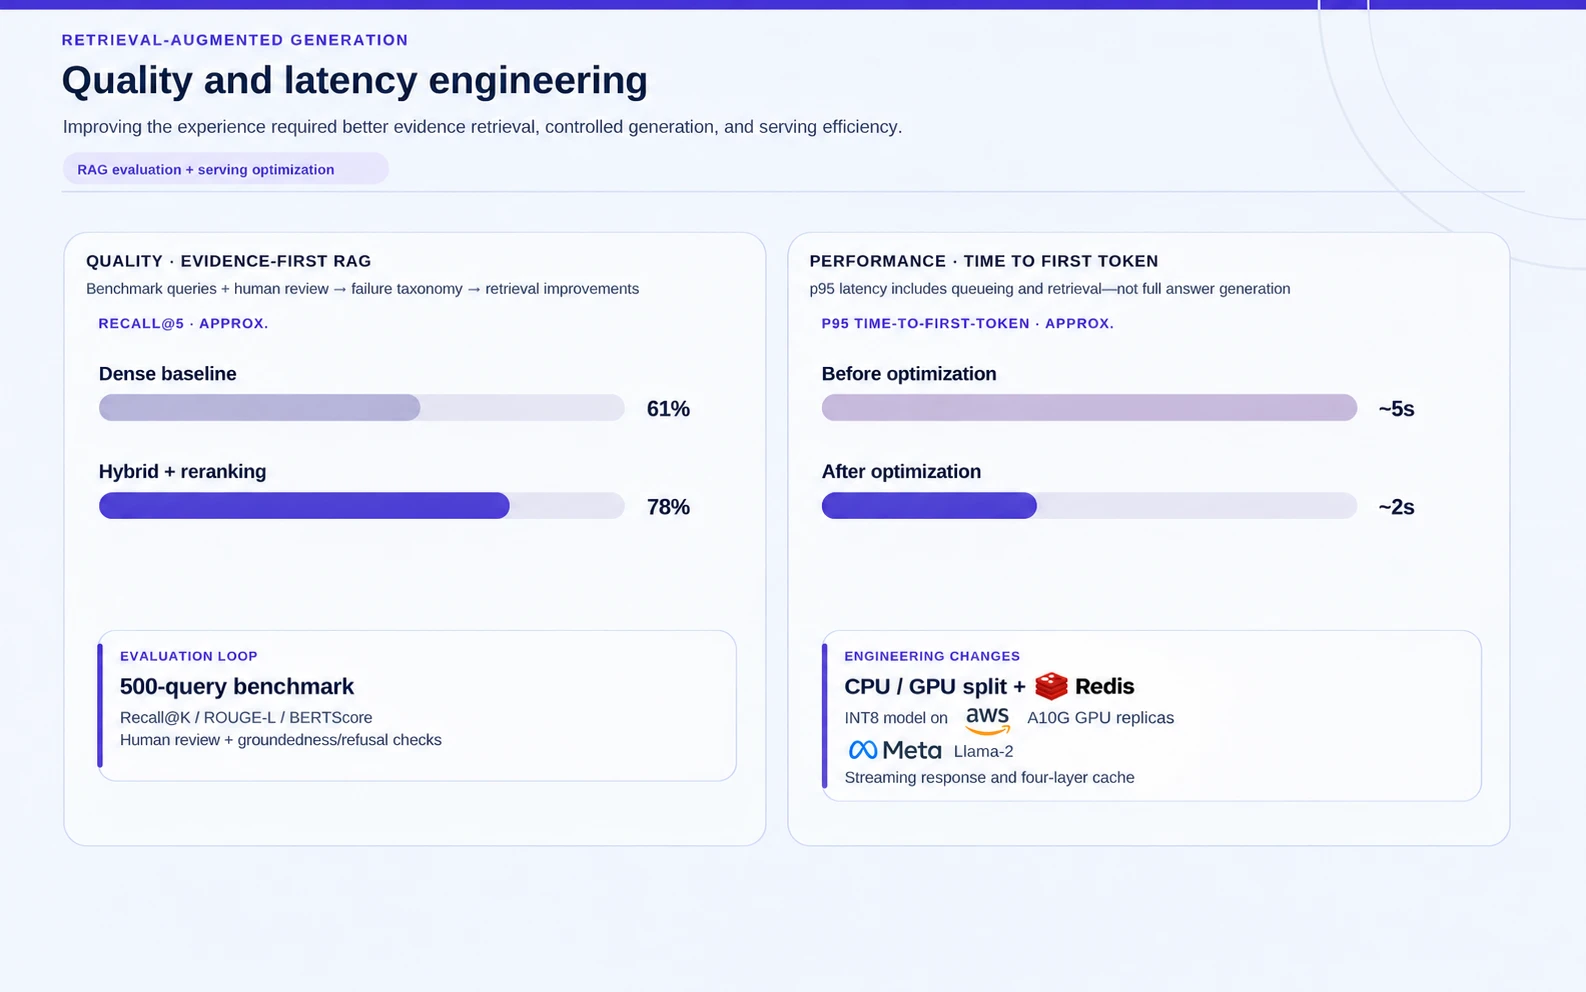 RETRIEVAL-AUGMENTED GENERATION
Quality and latency engineering
Improving the experience required better evidence retrieval, controlled generation, and serving efficiency.
RAG evaluation + serving optimization
QUALITY · EVIDENCE-FIRST RAG
Benchmark queries + human review → failure taxonomy → retrieval improvements
RECALL@5 · APPROX.
Dense baseline
61%
Hybrid + reranking
78%
EVALUATION LOOP
500-query benchmark
Recall@K / ROUGE-L / BERTScore
Human review + groundedness/refusal checks
PERFORMANCE · TIME TO FIRST TOKEN
p95 latency includes queueing and retrieval—not full answer generation
P95 TIME-TO-FIRST-TOKEN · APPROX.
Before optimization
~5s
After optimization
~2s
ENGINEERING CHANGES
CPU / GPU split + Redis
INT8 model on aws A10G GPU replicas
Meta Llama-2
Streaming response and four-layer cache